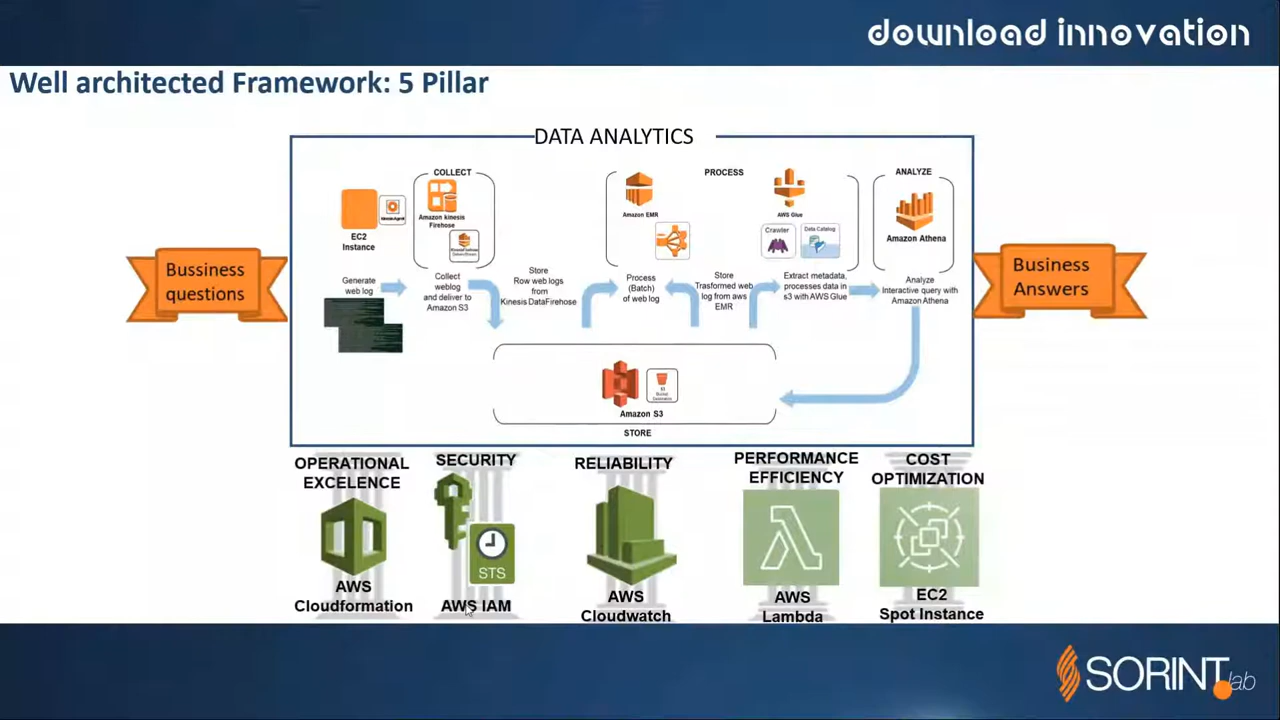 download innovation
Well architected Framework: 5 Pillar
DATA ANALYTICS
COLLECT
PROCESS
ANALYZE
Amazon kinesis
Firehose
EC2
Instance
Amazon EMR
AWS Glue
Crawler
Data Catalog
Amazon Athena
Bussiness
questions
Generate
web log
Collect
weblog
and deliver to
Amazon S3
Store
Row web logs
from
Kinesis DataFirehose
Process
(Batch)
of web log
Store
Trasformed web
log from aws
EMR
Extract metadata,
processes data in
s3 with AWS Glue
Analyze
Interactive query with
Amazon Athena
Business
Answers
Amazon S3
STORE
OPERATIONAL
EXCELENCE
AWS
Cloudformation
SECURITY
STS
AWS IAM
RELIABILITY
AWS
Cloudwatch
PERFORMANCE
EFFICIENCY
AWS
Lambda
COST
OPTIMIZATION
EC2
Spot Instance
SORINT.lab